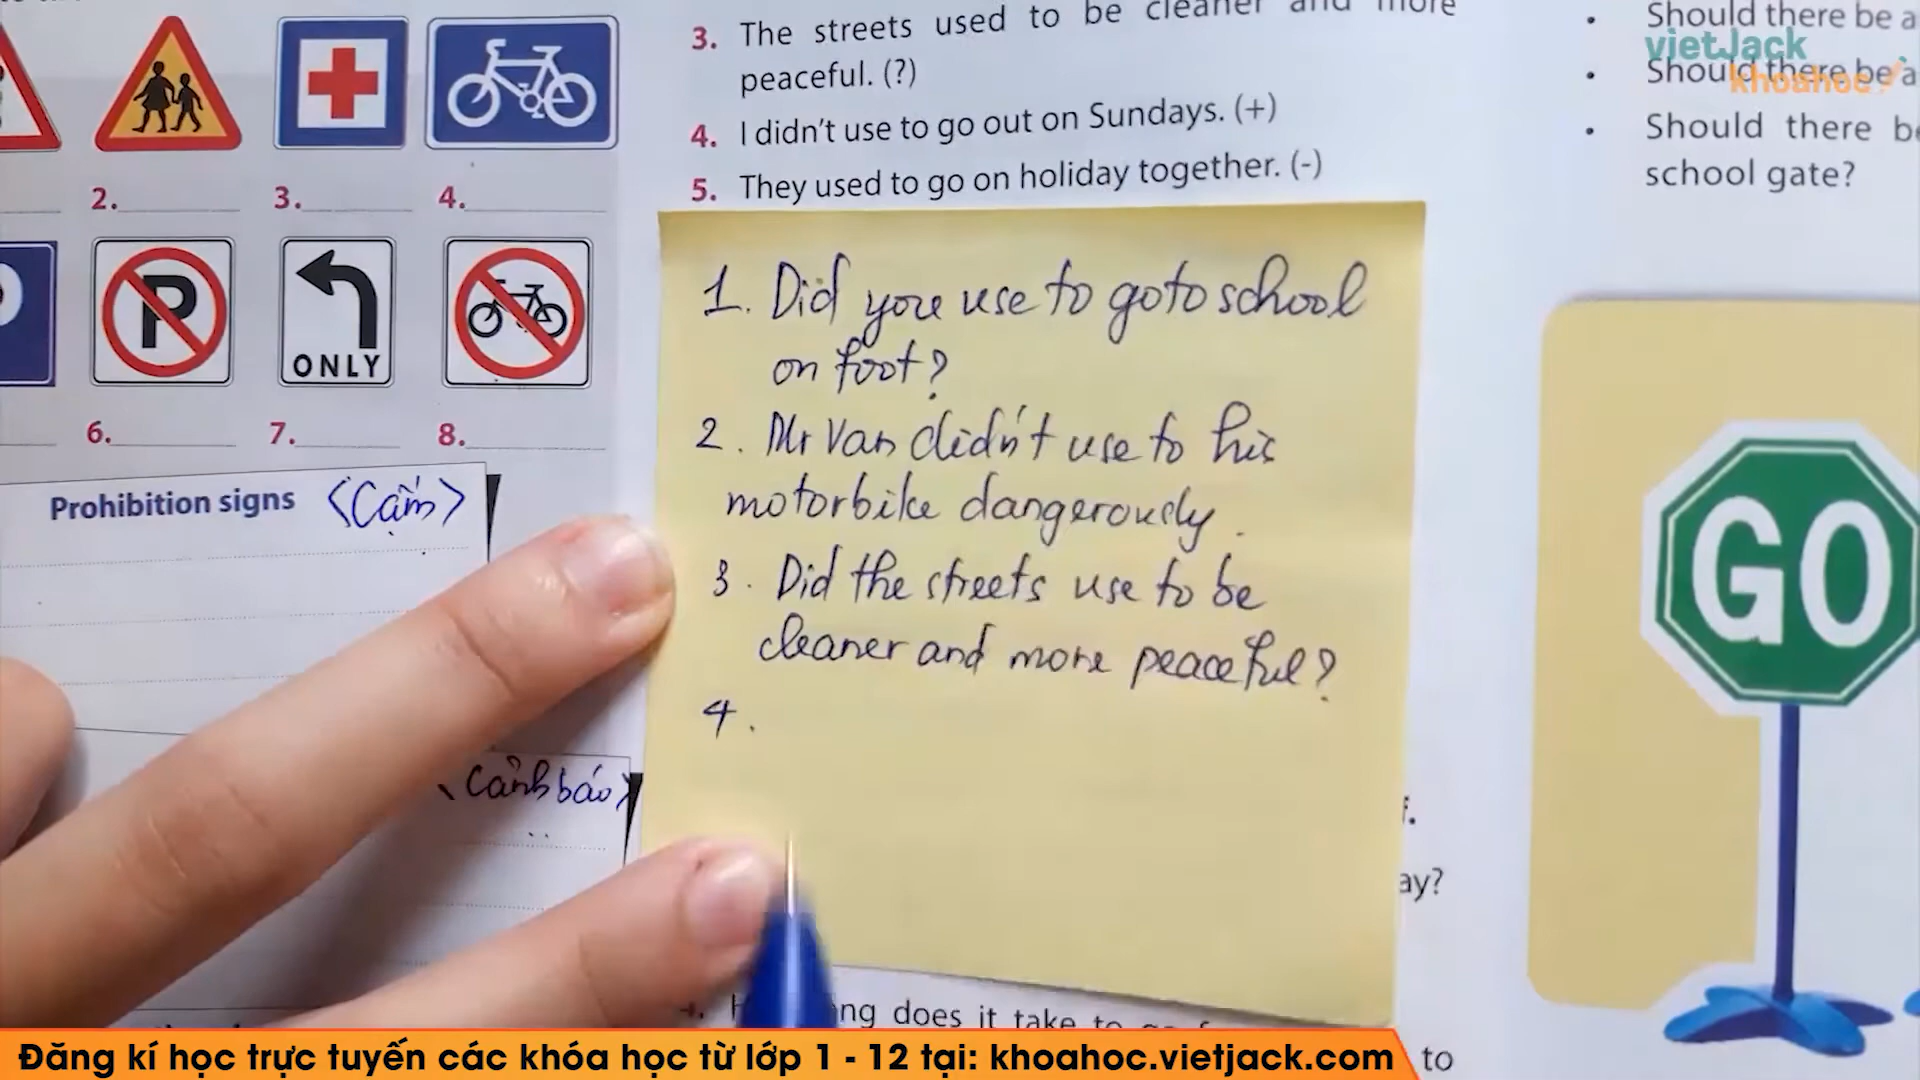 2.
3.
4.
P
ONLY
6.
7.
8.
Prohibition signs <Cấm>
Cảnh báo
3. The streets used to be cleaner and more
peaceful. (?)
4. I didn't use to go out on Sundays. (+)
5. They used to go on holiday together. (-)
1. Did you use to go to school
on foot?
2. Mr Van didn't use to his
motorbike dangerously.
3. Did the streets use to be
cleaner and more peaceful?
4.
ay?
does it take to
to
• Should there be a
• Should there be a
• Should there be
school gate?
vietJack
khoahoc
GO
Đăng kí học trực tuyến các khóa học từ lớp 1 - 12 tại: khoahoc.vietjack.com